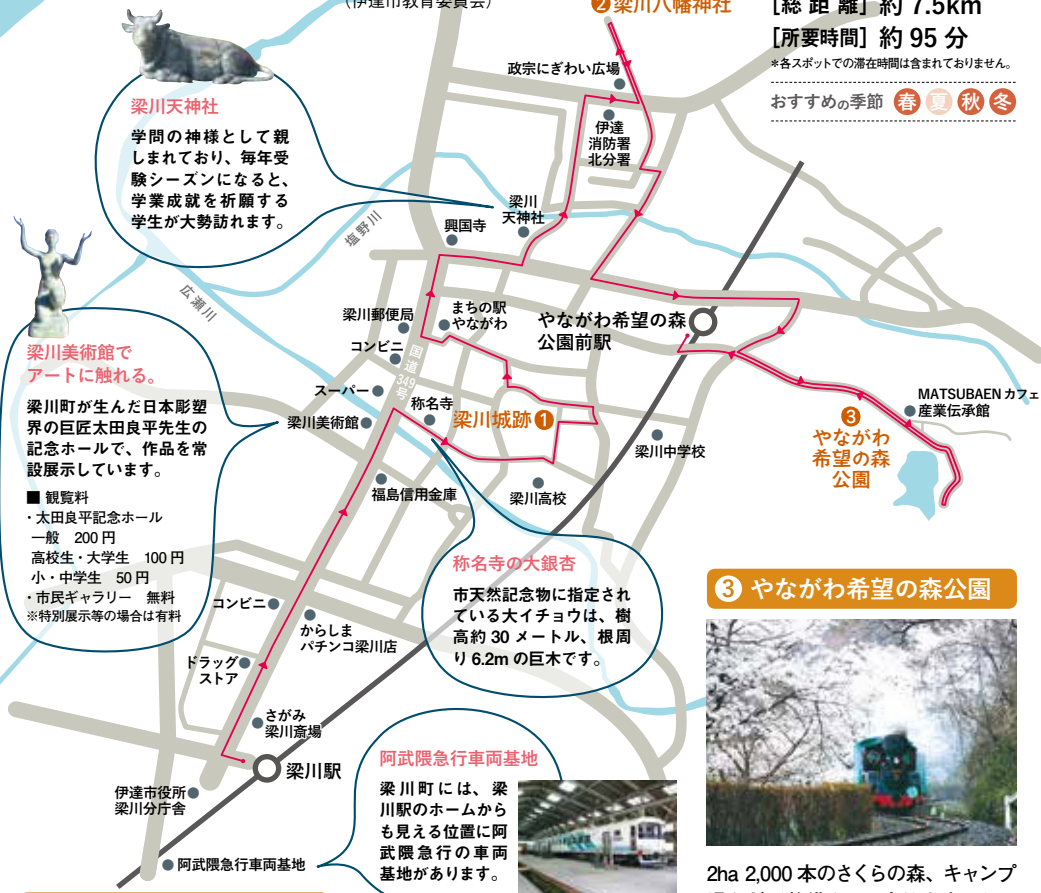 （伊達市教育委員会）
❷梁川八幡神社
［総 距 離］約 7.5km
［所要時間］約 95 分
＊各スポットでの滞在時間は含まれておりません。
おすすめの季節 春 夏 秋 冬
梁川天神社
学問の神様として親
しまれており、毎年受
験シーズンになると、
学業成就を祈願する
学生が大勢訪れます。
政宗にぎわい広場
伊達
消防署
北分署
梁川
天神社
興国寺
塩野川
広瀬川
梁川郵便局
まちの駅
やながわ
コンビニ
国道349号
スーパー
称名寺
梁川美術館
梁川城跡❶
やながわ希望の森
公園前駅
梁川中学校
梁川高校
福島信用金庫
MATSUBAEN カフェ
産業伝承館
❸
やながわ
希望の森
公園
梁川美術館で
アートに触れる。
梁川町が生んだ日本彫塑
界の巨匠太田良平先生の
記念ホールで、作品を常
設展示しています。
■ 観覧料
・太田良平記念ホール
一般　200 円
高校生・大学生　100 円
小・中学生　50 円
・市民ギャラリー　無料
※特別展示等の場合は有料
称名寺の大銀杏
市天然記念物に指定され
ている大イチョウは、樹
高約 30 メートル、根周
り 6.2m の巨木です。
コンビニ
からしま
パチンコ梁川店
ドラッグ
ストア
さがみ
梁川斎場
梁川駅
伊達市役所
梁川分庁舎
阿武隈急行車両基地
阿武隈急行車両基地
梁川町には、梁
川駅のホームから
も見える位置に阿
武隈急行の車両
基地があります。
❸ やながわ希望の森公園
2ha 2,000 本のさくらの森、キャンプ